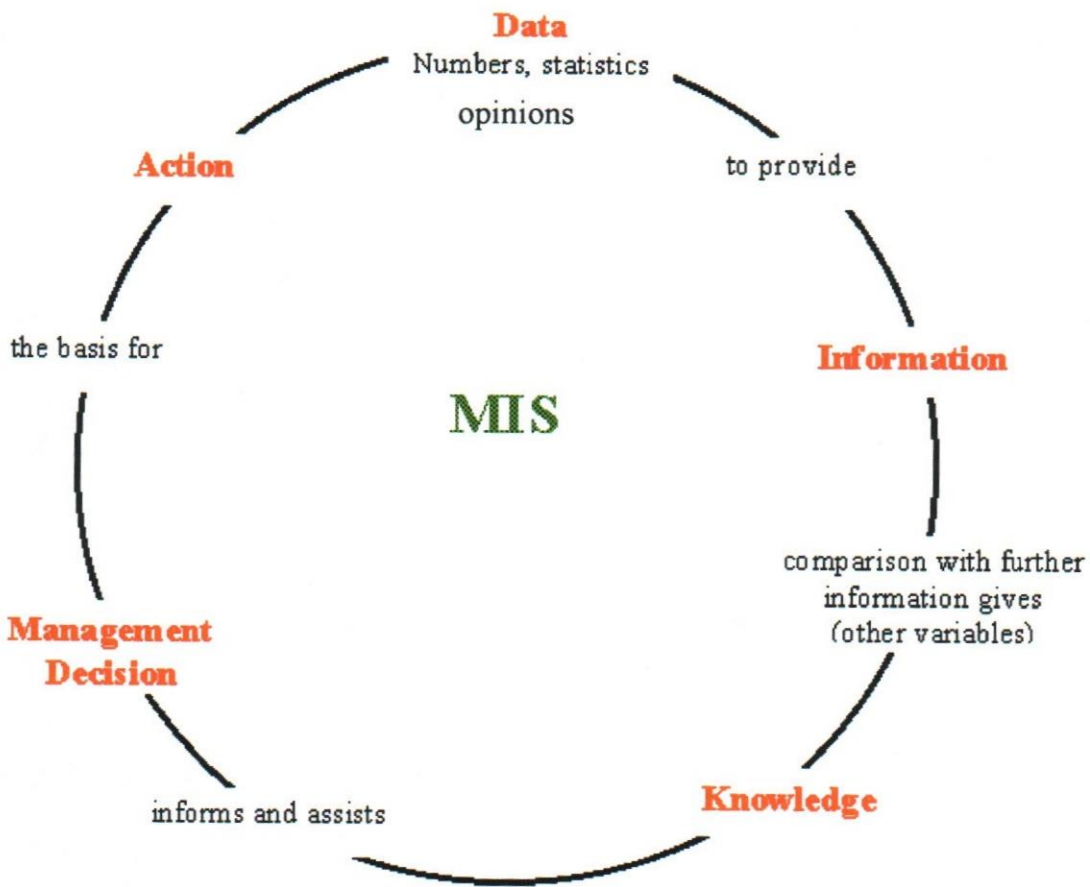 Data
Numbers, statistics
opinions
to provide
Information
comparison with further
information gives
(other variables)
Knowledge
informs and assists
Management
Decision
the basis for
Action
MIS